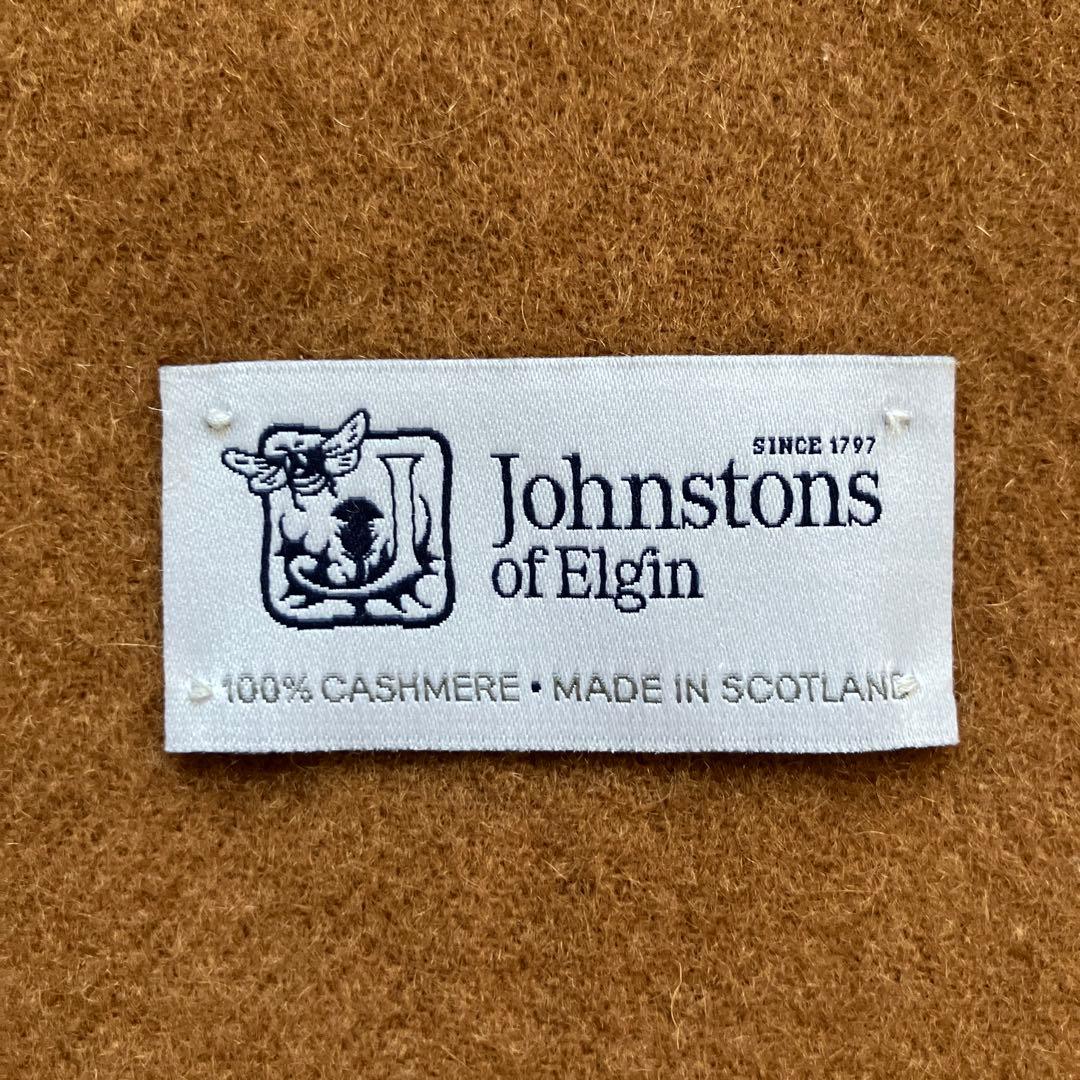 SINCE 1797
Johnstons
of Elgin
100% CASHMERE · MADE IN SCOTLAND